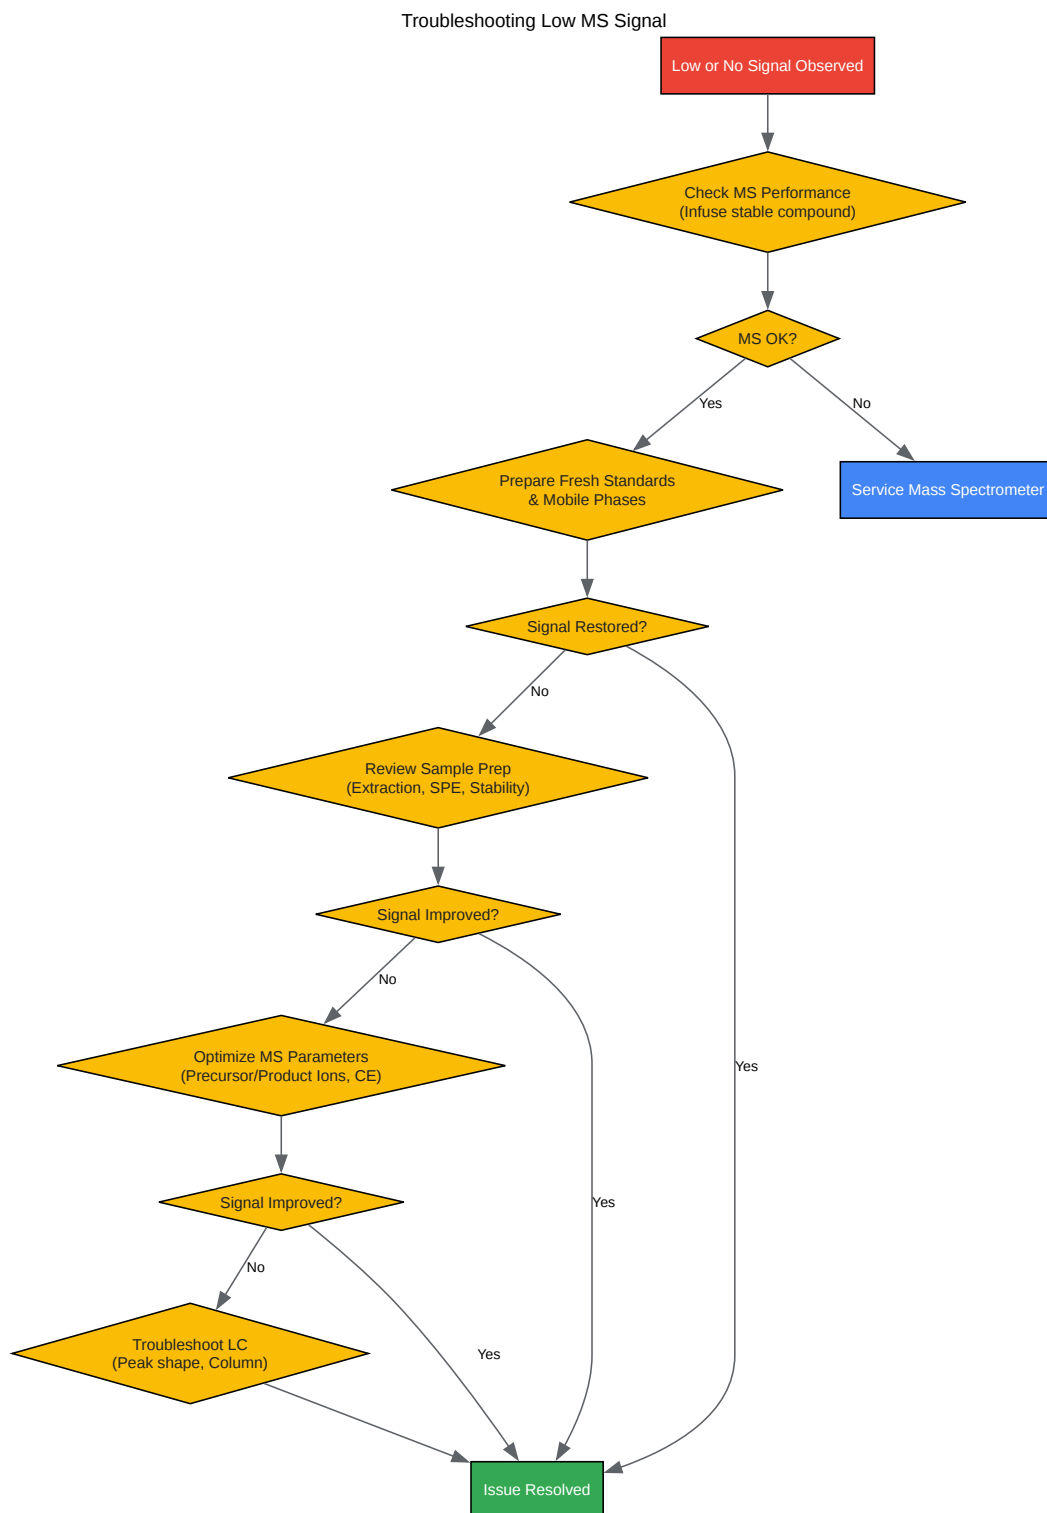 Troubleshooting Low MS Signal
Low or No Signal Observed
Check MS Performance
(Infuse stable compound)
MS OK?
Yes
No
Prepare Fresh Standards
& Mobile Phases
Service Mass Spectrometer
Signal Restored?
No
Review Sample Prep
(Extraction, SPE, Stability)
Signal Improved?
No
Optimize MS Parameters
(Precursor/Product Ions, CE)
Yes
Signal Improved?
Yes
No
Troubleshoot LC
(Peak shape, Column)
Yes
Issue Resolved